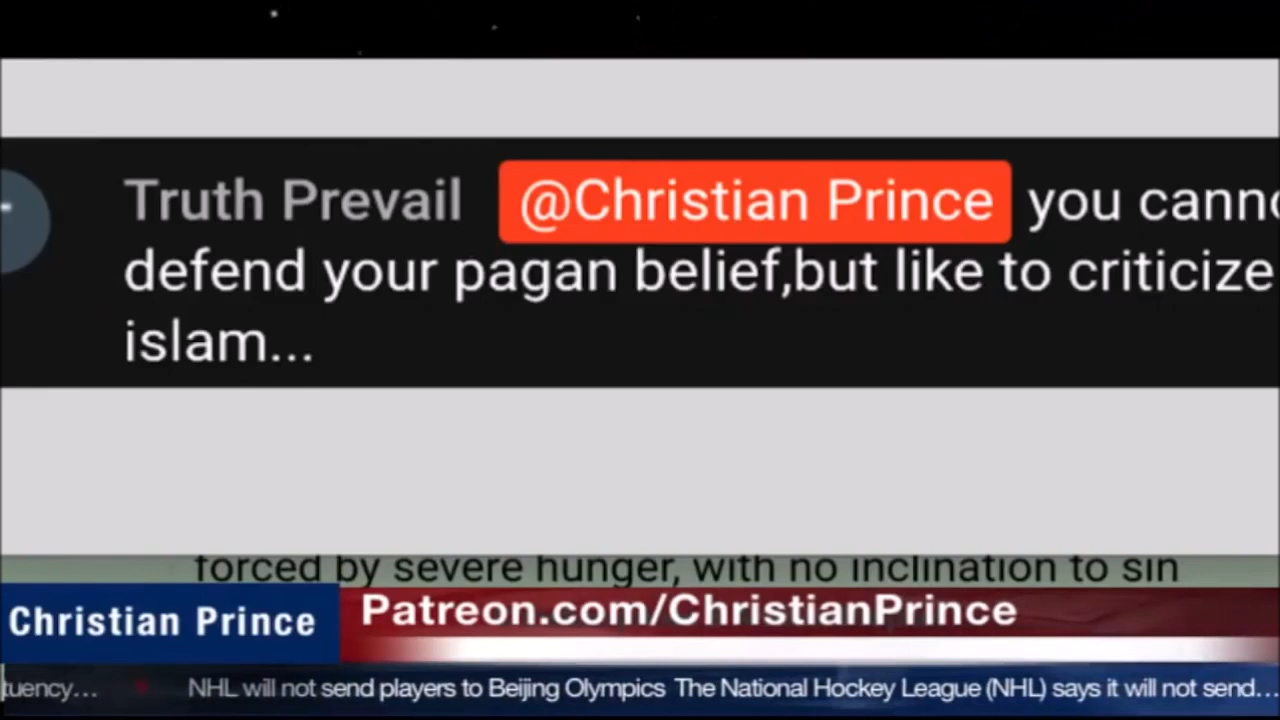 Truth Prevail @Christian Prince you
defend your pagan belief,but like to criticize
islam...
forced by severe hunger, with no inclination to sin
Christian Prince
Patreon.com/ChristianPrince
NHL will not send players to Beijing Olympics The National Hockey League (NHL) says it will not send...